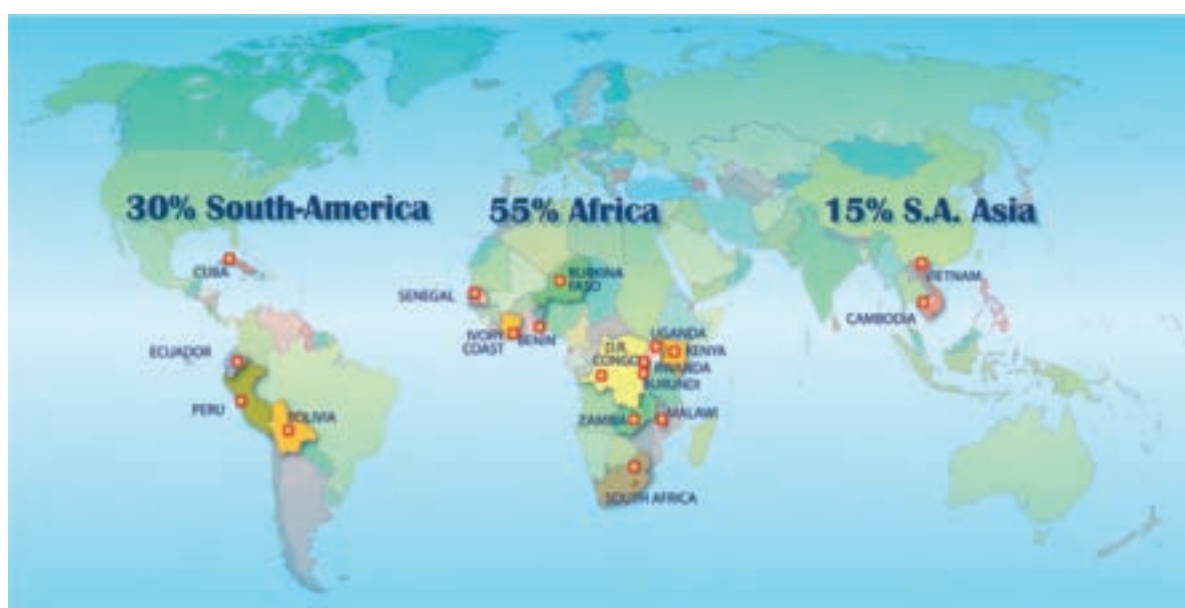 30% South-America
55% Africa
15% S.A. Asia
CUBA
ECUADOR
PERU
BOLIVIA
SENEGAL
IVORY
COAST
BENIN
BURKINA
FASO
D.R.
CONGO
UGANDA
KENYA
RWANDA
BURUNDI
ZAMBIA
MALAWI
SOUTH AFRICA
VIETNAM
CAMBODIA